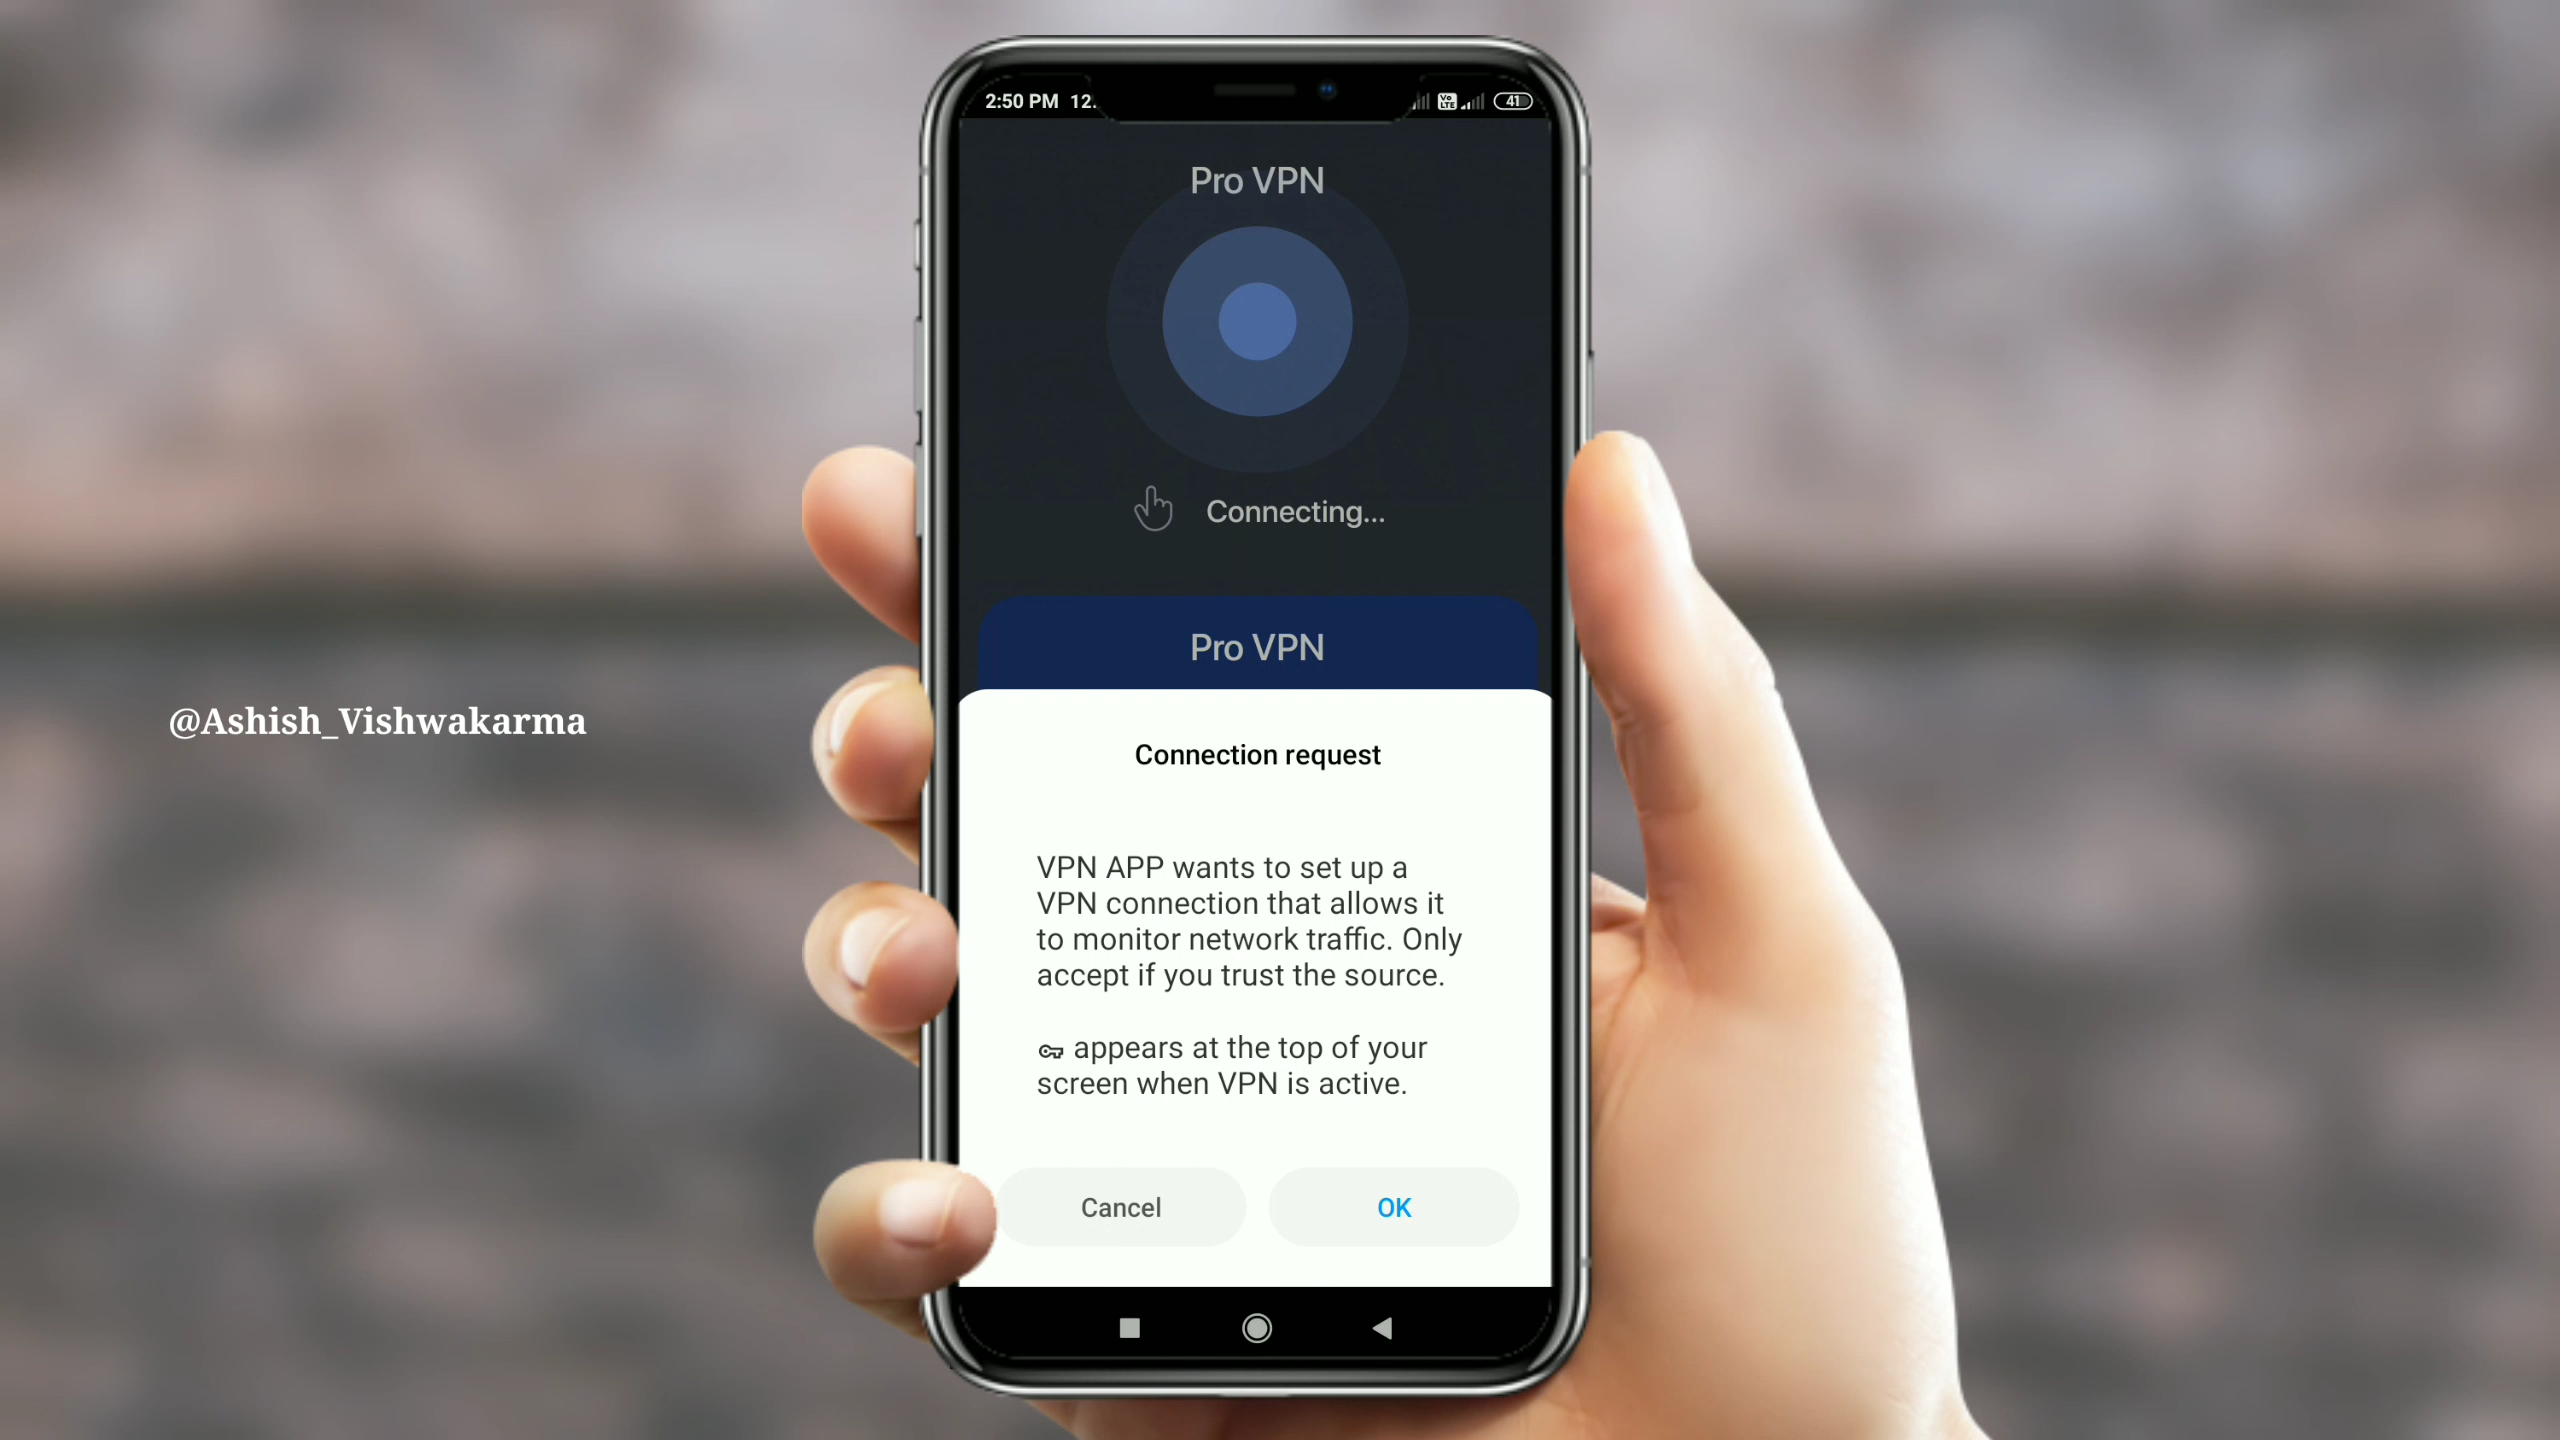 2:50 PM 12.
Vo LTE 41
Pro VPN
Connecting...
Pro VPN
@Ashish_Vishwakarma
Connection request
VPN APP wants to set up a
VPN connection that allows it
to monitor network traffic. Only
accept if you trust the source.
appears at the top of your
screen when VPN is active.
Cancel
OK